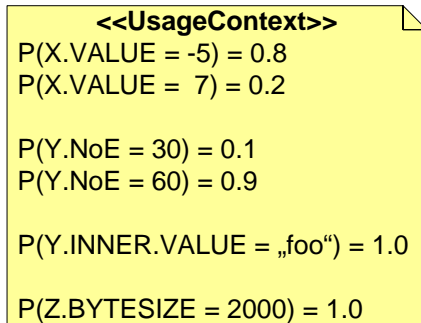 <<UsageContext>>
P(X.VALUE = -5) = 0.8
P(X.VALUE =  7) = 0.2
P(Y.NoE = 30) = 0.1
P(Y.NoE = 60) = 0.9
P(Y.INNER.VALUE = „foo“) = 1.0
P(Z.BYTESIZE = 2000) = 1.0